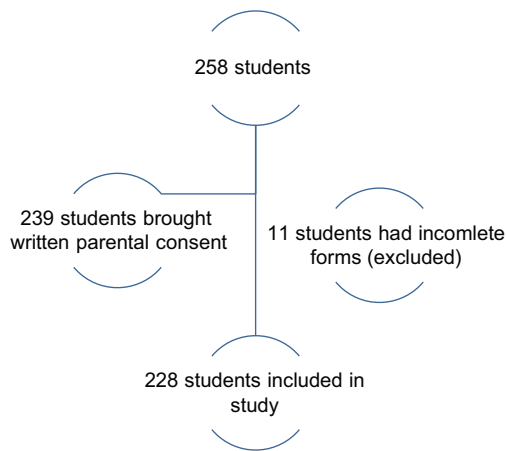 258 students
239 students brought
written parental consent
11 students had incomlete
forms (excluded)
228 students included in
study